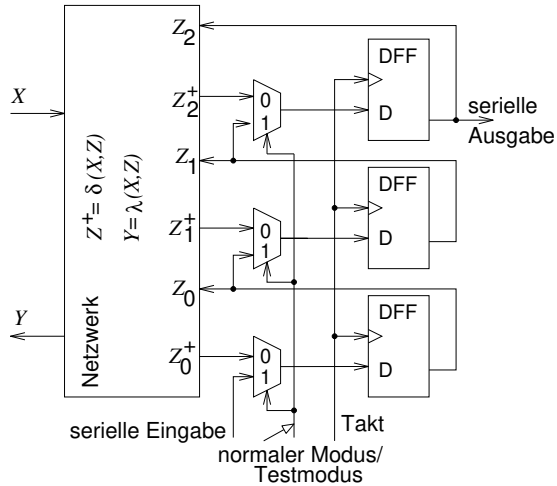 Z2
DFF
X
Z2+
0
1
D
serielle
Ausgabe
Z1
Z+ = δ(X,Z)
Y = λ(X,Z)
DFF
Z1+
0
1
D
Z0
DFF
Y
Netzwerk
Z0+
0
1
D
serielle Eingabe
Takt
normaler Modus/
Testmodus